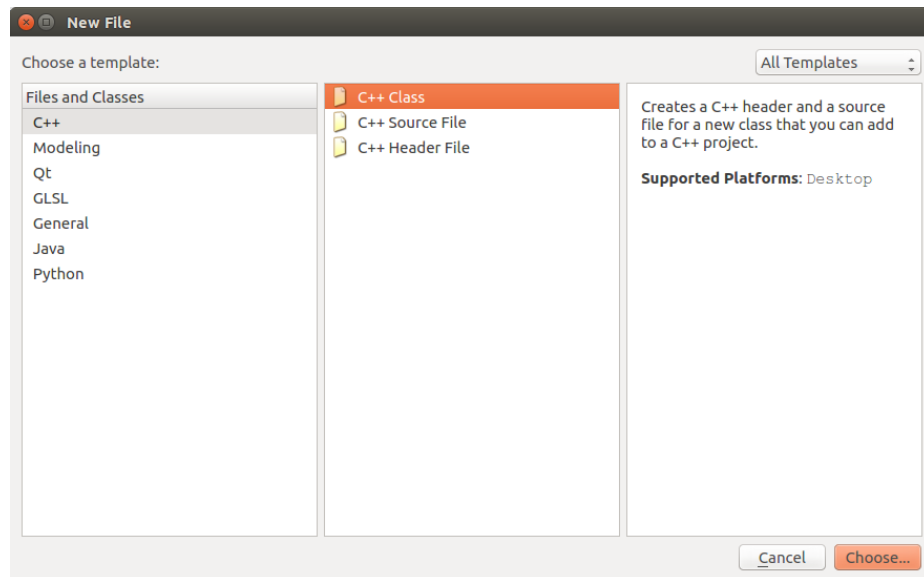 New File
Choose a template:
All Templates
Files and Classes
C++
Modeling
Qt
GLSL
General
Java
Python
C++ Class
C++ Source File
C++ Header File
Creates a C++ header and a source
file for a new class that you can add
to a C++ project.
Supported Platforms: Desktop
Cancel
Choose...